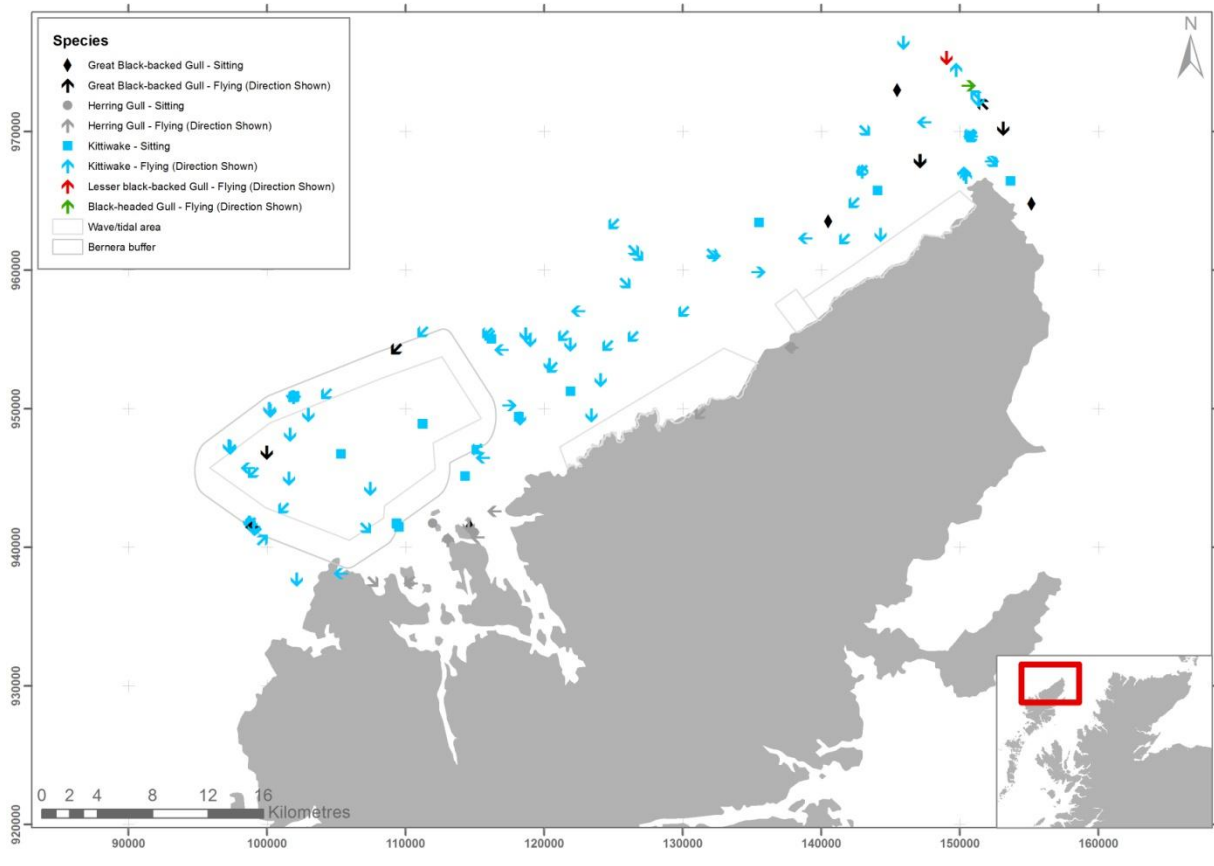 Species
Great Black-backed Gull - Sitting
Great Black-backed Gull - Flying (Direction Shown)
Herring Gull - Sitting
Herring Gull - Flying (Direction Shown)
Kittiwake - Sitting
Kittiwake - Flying (Direction Shown)
Lesser black-backed Gull - Flying (Direction Shown)
Black-headed Gull - Flying (Direction Shown)
Wave/tidal area
Bernera buffer
N
970000
960000
950000
940000
930000
920000
0 2 4 8 12 16
Kilometres
90000 100000 110000 120000 130000 140000 150000 160000